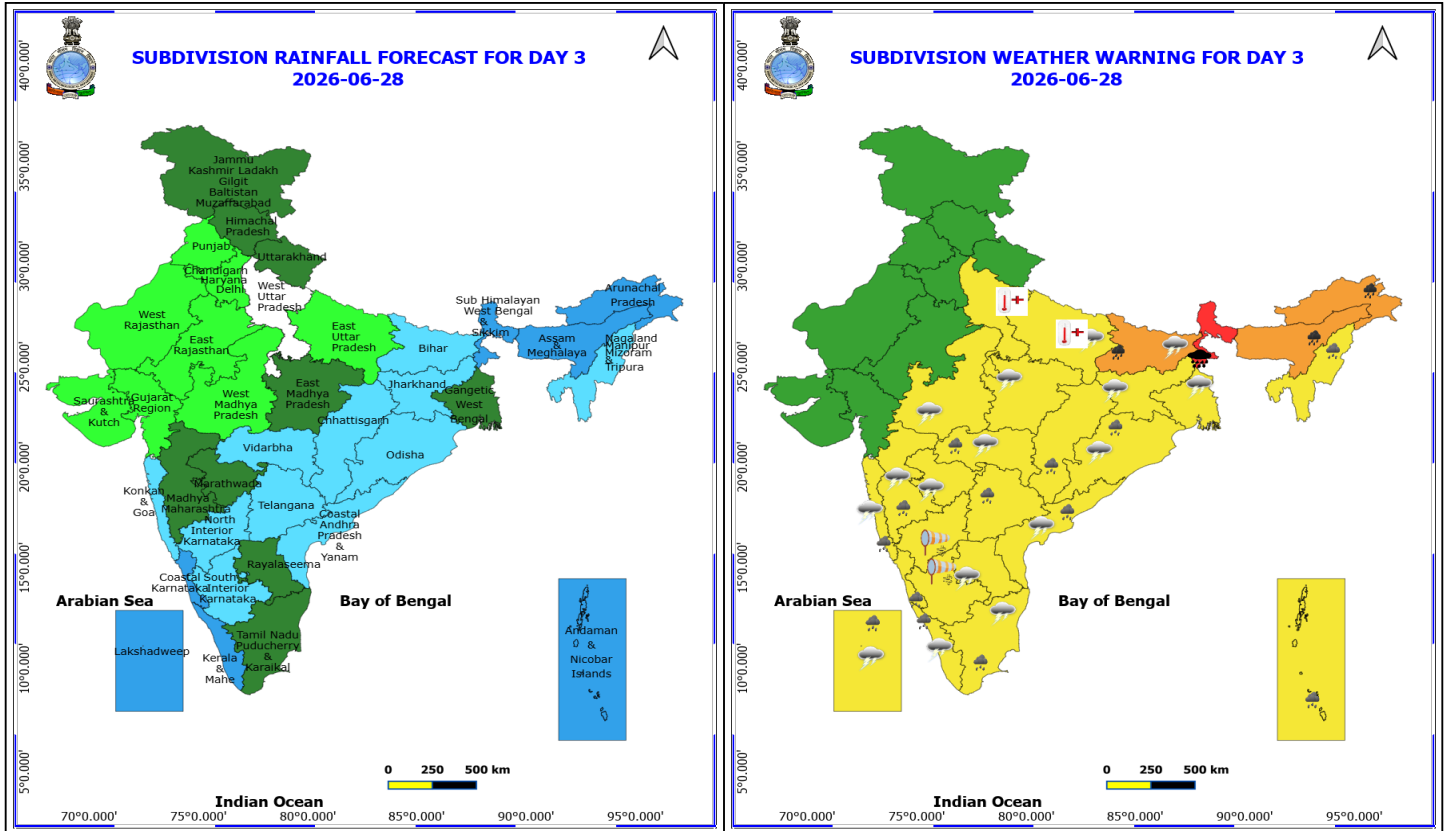 SUBDIVISION RAINFALL FORECAST FOR DAY 3
2026-06-28
40°0.000'
35°0.000'
30°0.000'
25°0.000'
20°0.000'
15°0.000'
10°0.000'
5°0.000'
Jammu
Kashmir Ladakh
Gilgit
Baltistan
Muzaffarabad
Himachal
Pradesh
Punjab
Uttarakhand
Chandigarh
Haryana
Delhi
West
Uttar
Pradesh
West
Rajasthan
East
Rajasthan
East
Uttar
Pradesh
Sub Himalayan
West Bengal
&
Sikkim
Arunachal
Pradesh
Assam
&
Meghalaya
Nagaland
Manipur
Mizoram
&
Tripura
Bihar
Jharkhand
Gangetic
West
Bengal
East
Madhya
Pradesh
West
Madhya
Pradesh
Gujarat
Region
Saurashtra
&
Kutch
Chhattisgarh
Vidarbha
Odisha
Konkan
&
Goa
Madhya
Maharashtra
Marathwada
Telangana
North
Interior
Karnataka
Coastal
Andhra
Pradesh
&
Yanam
Rayalaseema
Coastal
Karnataka
South
Interior
Karnataka
Tamil Nadu
Puducherry
&
Karaikal
Kerala
&
Mahe
Arabian Sea
Lakshadweep
Bay of Bengal
Andaman
&
Nicobar
Islands
0 250 500 km
Indian Ocean
70°0.000' 75°0.000' 80°0.000' 85°0.000' 90°0.000' 95°0.000'
SUBDIVISION WEATHER WARNING FOR DAY 3
2026-06-28
40°0.000'
35°0.000'
30°0.000'
25°0.000'
20°0.000'
15°0.000'
10°0.000'
5°0.000'
Arabian Sea
Bay of Bengal
0 250 500 km
Indian Ocean
70°0.000' 75°0.000' 80°0.000' 85°0.000' 90°0.000' 95°0.000'